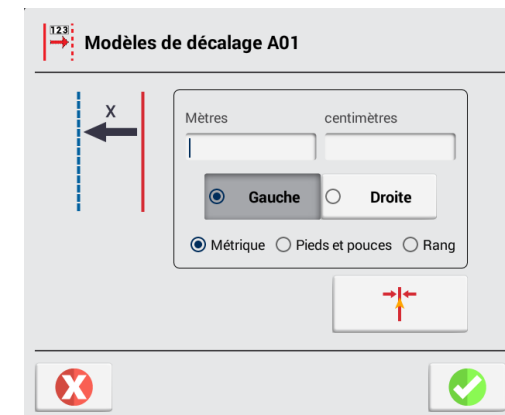 123
Modèles de décalage A01
X
Mètres centimètres
Gauche Droite
Métrique Pieds et pouces Rang